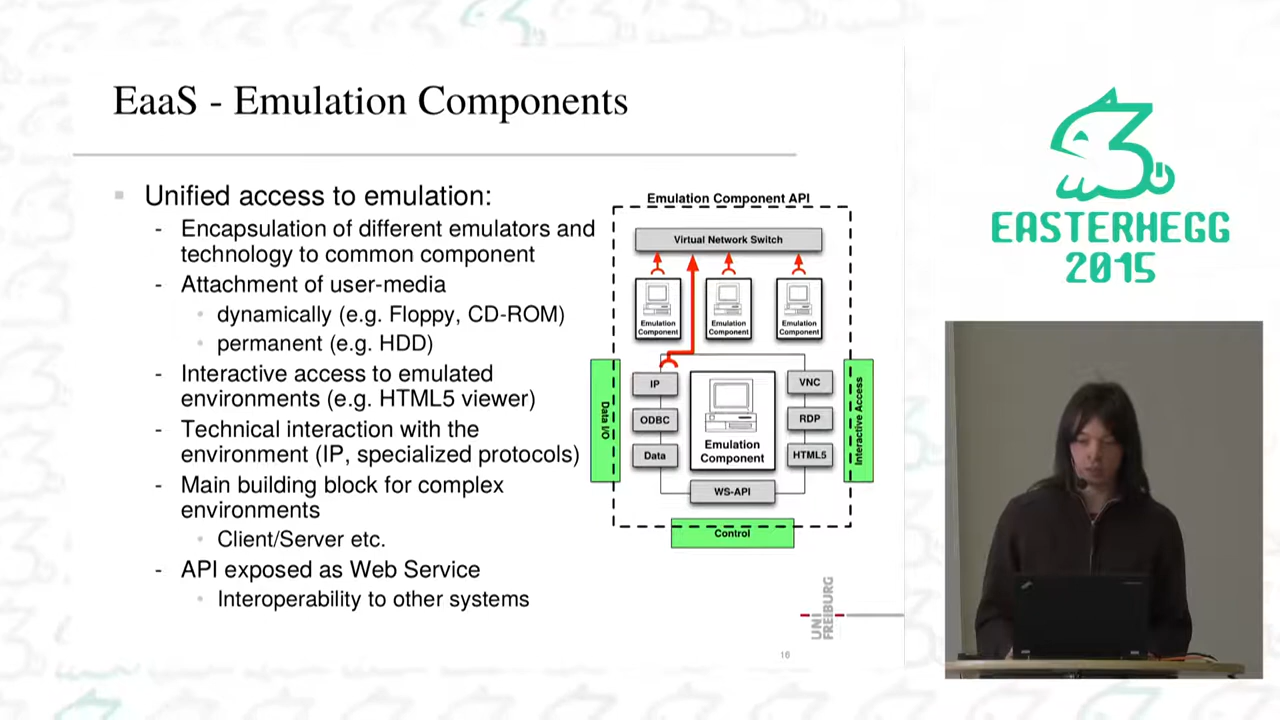 EaaS - Emulation Components
Unified access to emulation:
- Encapsulation of different emulators and
technology to common component
- Attachment of user-media
dynamically (e.g. Floppy, CD-ROM)
permanent (e.g. HDD)
- Interactive access to emulated
environments (e.g. HTML5 viewer)
- Technical interaction with the
environment (IP, specialized protocols)
- Main building block for complex
environments
Client/Server etc.
- API exposed as Web Service
Interoperability to other systems
Emulation Component API
Virtual Network Switch
Emulation
Component
Emulation
Component
Emulation
Component
IP
ODBC
Data
Emulation
Component
VNC
RDP
HTML5
WS-API
Data I/O
Interactive Access
Control
UNI
FREIBURG
16
EASTERHEGG
2015